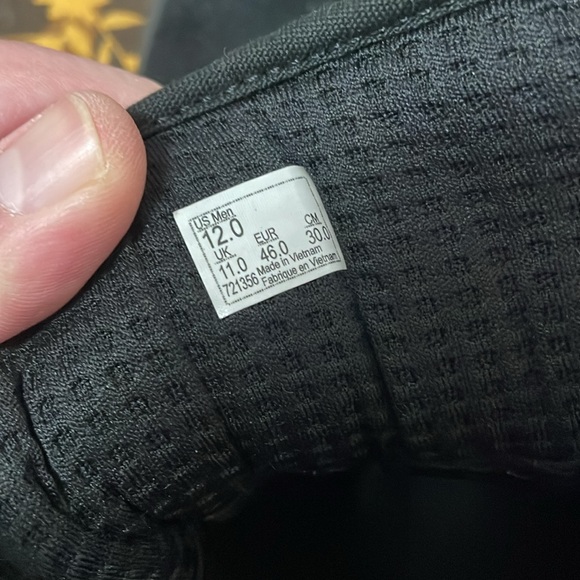 US Men
12.0
UK EUR CM
11.0 46.0 30.0
721356 Made in Vietnam
Fabrique en Vietnam